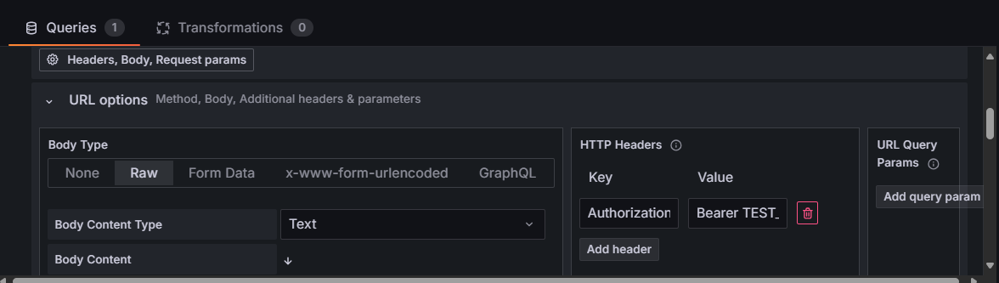 Queries 1 Transformations 0
Headers, Body, Request params
URL options Method, Body, Additional headers & parameters
Body Type
None Raw Form Data x-www-form-urlencoded GraphQL
Body Content Type Text
Body Content
HTTP Headers
Key Value
Authorization Bearer TEST_
Add header
URL Query
Params
Add query param